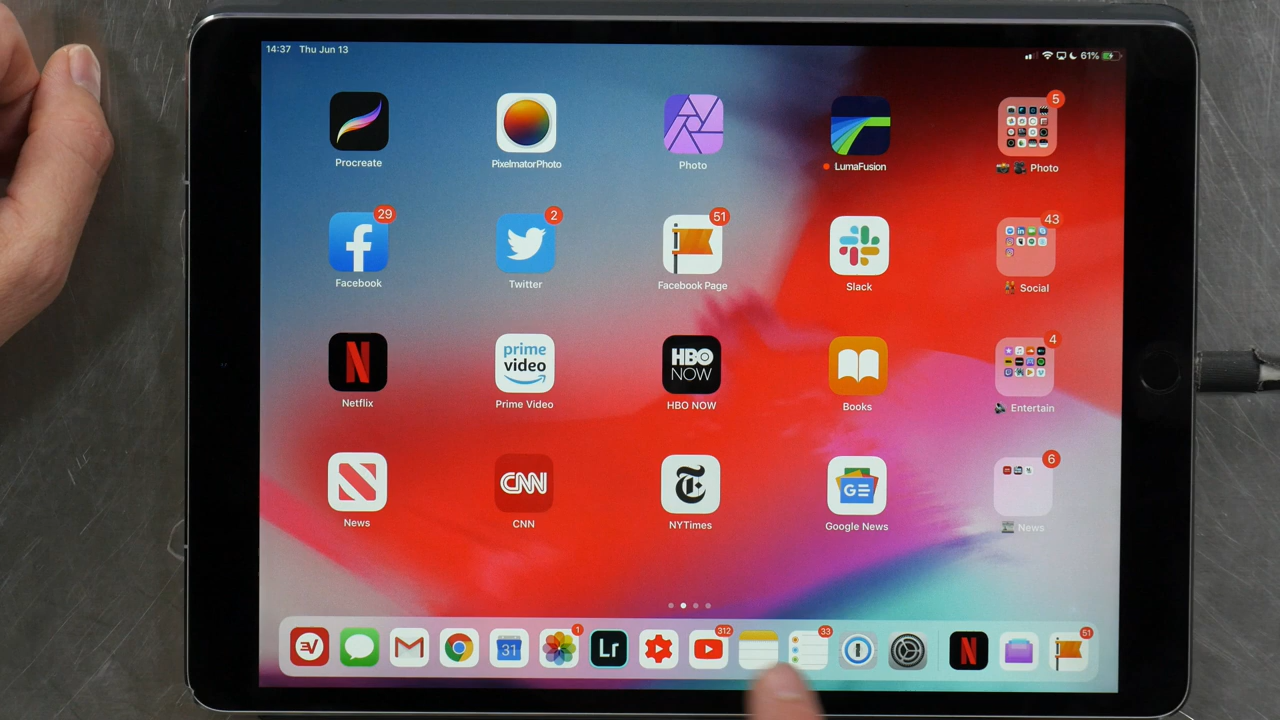 14:37 Thu Jun 13
61%
5
Procreate
PixelmatorPhoto
Photo
LumaFusion
Photo
29
2
51
43
Facebook
Twitter
Facebook Page
Slack
Social
N
prime video
HBO NOW
4
Netflix
Prime Video
HBO NOW
Books
Entertain
CNN
T
GE
6
News
CNN
NYTimes
Google News
News
EV
31
1
Lr
312
33
N
51